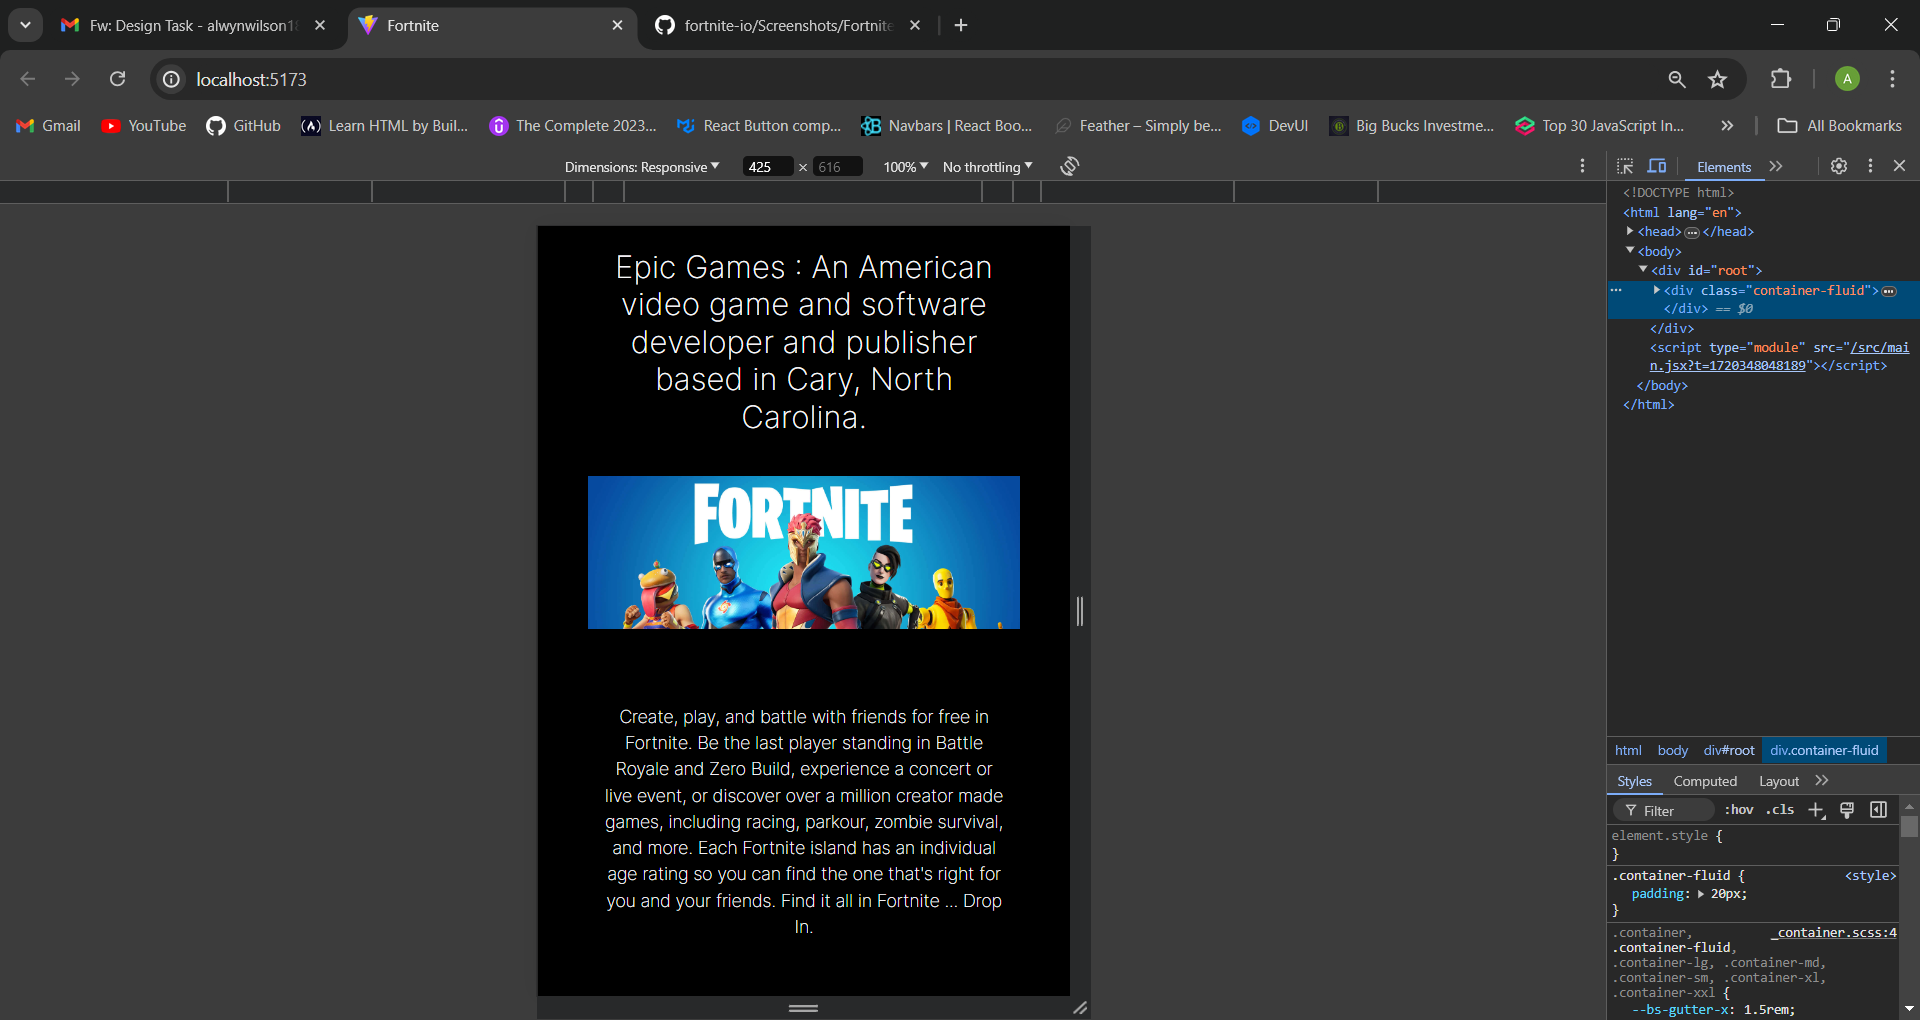 Fw: Design Task - alwynwilson18
Fortnite
fortnite-io/Screenshots/Fortnite
localhost:5173
A
Gmail
YouTube
GitHub
Learn HTML by Buil...
The Complete 2023...
React Button comp...
Navbars | React Boo...
Feather – Simply be...
DevUI
Big Bucks Investme...
Top 30 JavaScript In...
All Bookmarks
Dimensions: Responsive
425 × 616
100%
No throttling
Elements
<!DOCTYPE html>
<html lang="en">
<head> </head>
<body>
<div id="root">
<div class="container-fluid">
</div> == $0
</div>
<script type="module" src="/src/mai
n.jsx?t=1720348048189"></script>
</body>
</html>
Epic Games : An American
video game and software
developer and publisher
based in Cary, North
Carolina.
FORTNITE
Create, play, and battle with friends for free in
Fortnite. Be the last player standing in Battle
Royale and Zero Build, experience a concert or
live event, or discover over a million creator made
games, including racing, parkour, zombie survival,
and more. Each Fortnite island has an individual
age rating so you can find the one that's right for
you and your friends. Find it all in Fortnite ... Drop
In.
html body div#root div.container-fluid
Styles Computed Layout
Filter :hov .cls
element.style {
}
.container-fluid { <style>
padding: 20px;
}
.container, _container.scss:4
.container-fluid,
.container-lg, .container-md,
.container-sm, .container-xl,
.container-xxl {
--bs-gutter-x: 1.5rem;